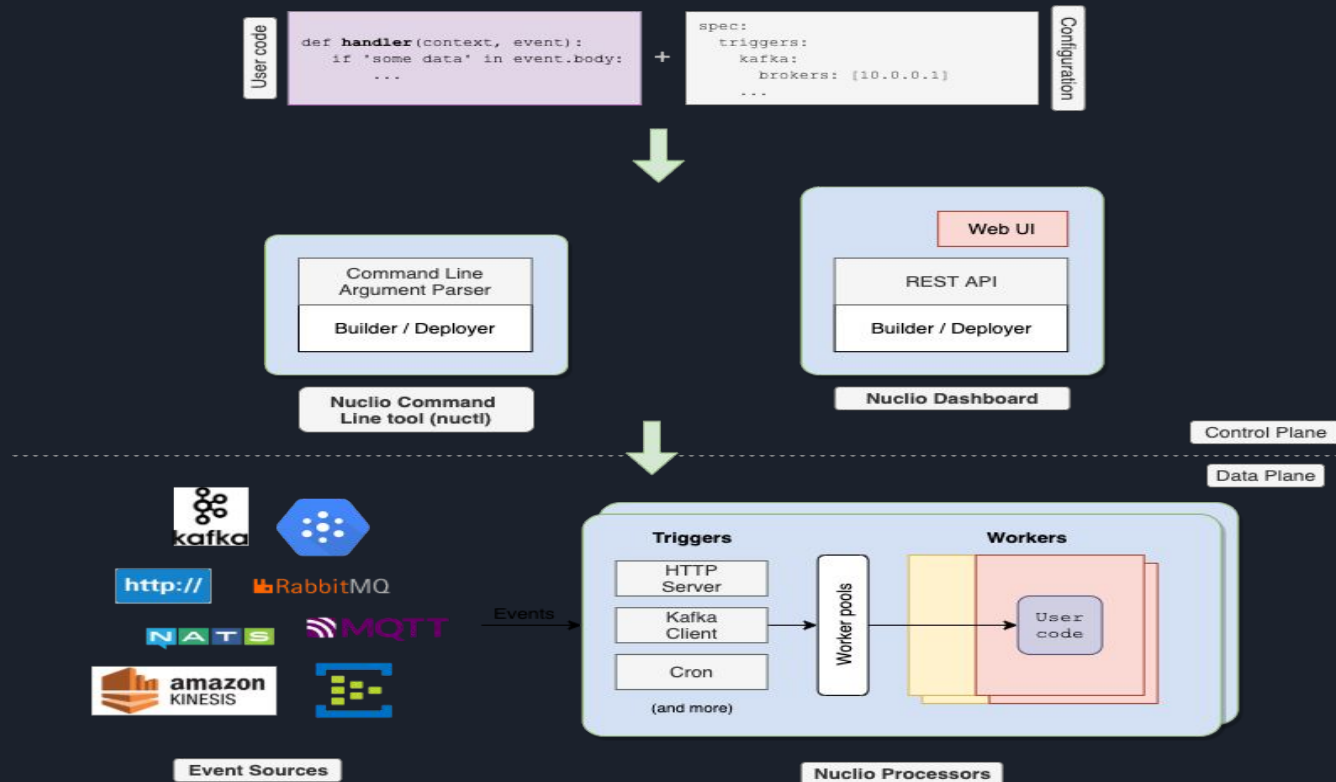 User code
def handler(context, event):
if 'some data' in event.body:
...
+
spec:
triggers:
kafka:
brokers: [10.0.0.1]
...
Configuration
Web UI
Command Line
Argument Parser
Builder / Deployer
REST API
Builder / Deployer
Nuclio Command
Line tool (nuctl)
Nuclio Dashboard
Control Plane
Data Plane
kafka
http://
RabbitMQ
NATS
MQTT
amazon
KINESIS
Event Sources
Events
Triggers
HTTP
Server
Kafka
Client
Cron
(and more)
Worker pools
Workers
User
code
Nuclio Processors